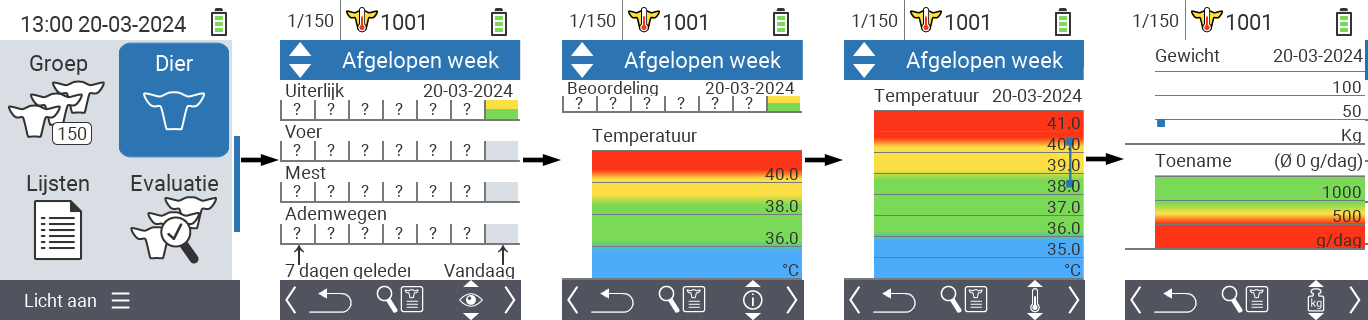 13:00 20-03-2024
Groep
Dier
150
Lijsten
Evaluatie
Licht aan
1/150
1001
Afgelopen week
Uiterlijk 20-03-2024
? ? ? ? ? ?
Voer
? ? ? ? ? ?
Mest
? ? ? ? ? ?
Ademwegen
? ? ? ? ? ?
7 dagen geleden Vandaag
1/150
1001
Afgelopen week
Beoordeling 20-03-2024
? ? ? ? ? ?
Temperatuur
40.0
38.0
36.0
°C
1/150
1001
Afgelopen week
Temperatuur 20-03-2024
41.0
40.0
39.0
38.0
37.0
36.0
35.0
°C
1/150
1001
Gewicht 20-03-2024
100
50
Kg
Toename (Ø 0 g/dag)
1000
500
g/dag
kg